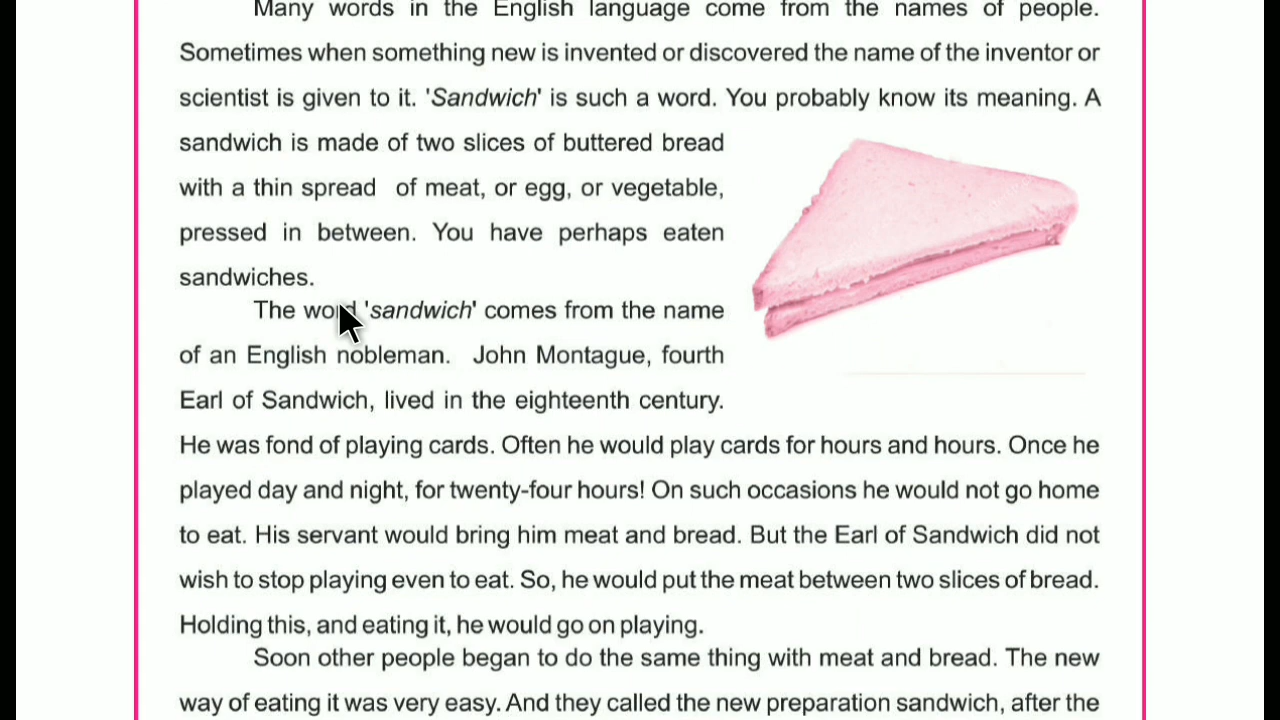 Many words in the English language come from the names of people.
Sometimes when something new is invented or discovered the name of the inventor or
scientist is given to it. 'Sandwich' is such a word. You probably know its meaning. A
sandwich is made of two slices of buttered bread
with a thin spread of meat, or egg, or vegetable,
pressed in between. You have perhaps eaten
sandwiches.
The word 'sandwich' comes from the name
of an English nobleman. John Montague, fourth
Earl of Sandwich, lived in the eighteenth century.
He was fond of playing cards. Often he would play cards for hours and hours. Once he
played day and night, for twenty-four hours! On such occasions he would not go home
to eat. His servant would bring him meat and bread. But the Earl of Sandwich did not
wish to stop playing even to eat. So, he would put the meat between two slices of bread.
Holding this, and eating it, he would go on playing.
Soon other people began to do the same thing with meat and bread. The new
way of eating it was very easy. And they called the new preparation sandwich, after the